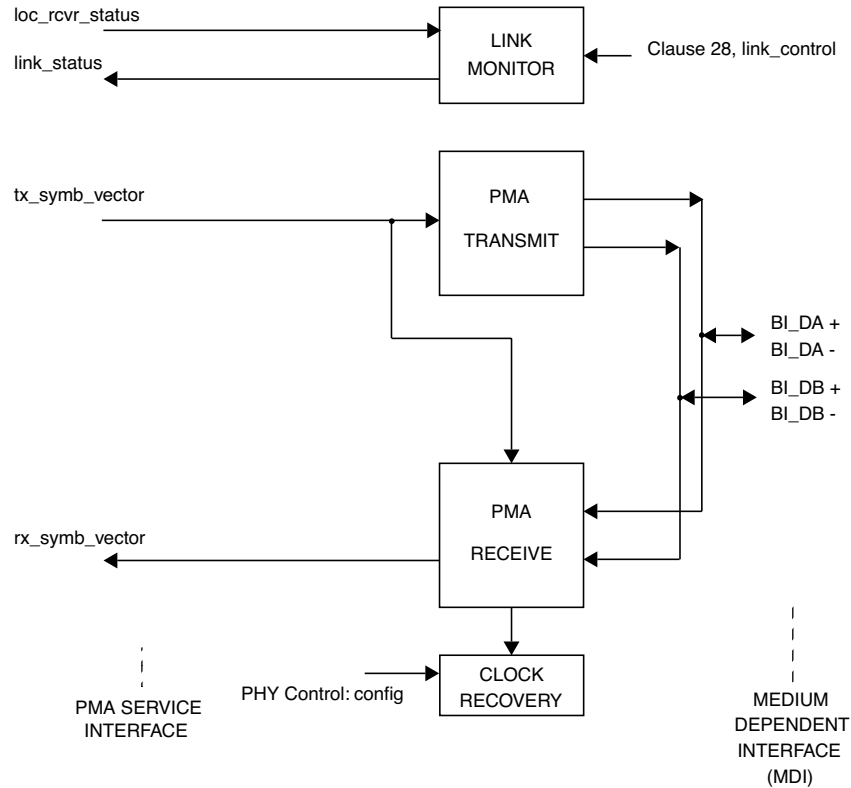 loc_rcvr_status
link_status
LINK
MONITOR
Clause 28, link_control
tx_symb_vector
PMA
TRANSMIT
BI_DA +
BI_DA -
BI_DB +
BI_DB -
PMA
RECEIVE
rx_symb_vector
PHY Control: config
CLOCK
RECOVERY
PMA SERVICE
INTERFACE
MEDIUM
DEPENDENT
INTERFACE
(MDI)